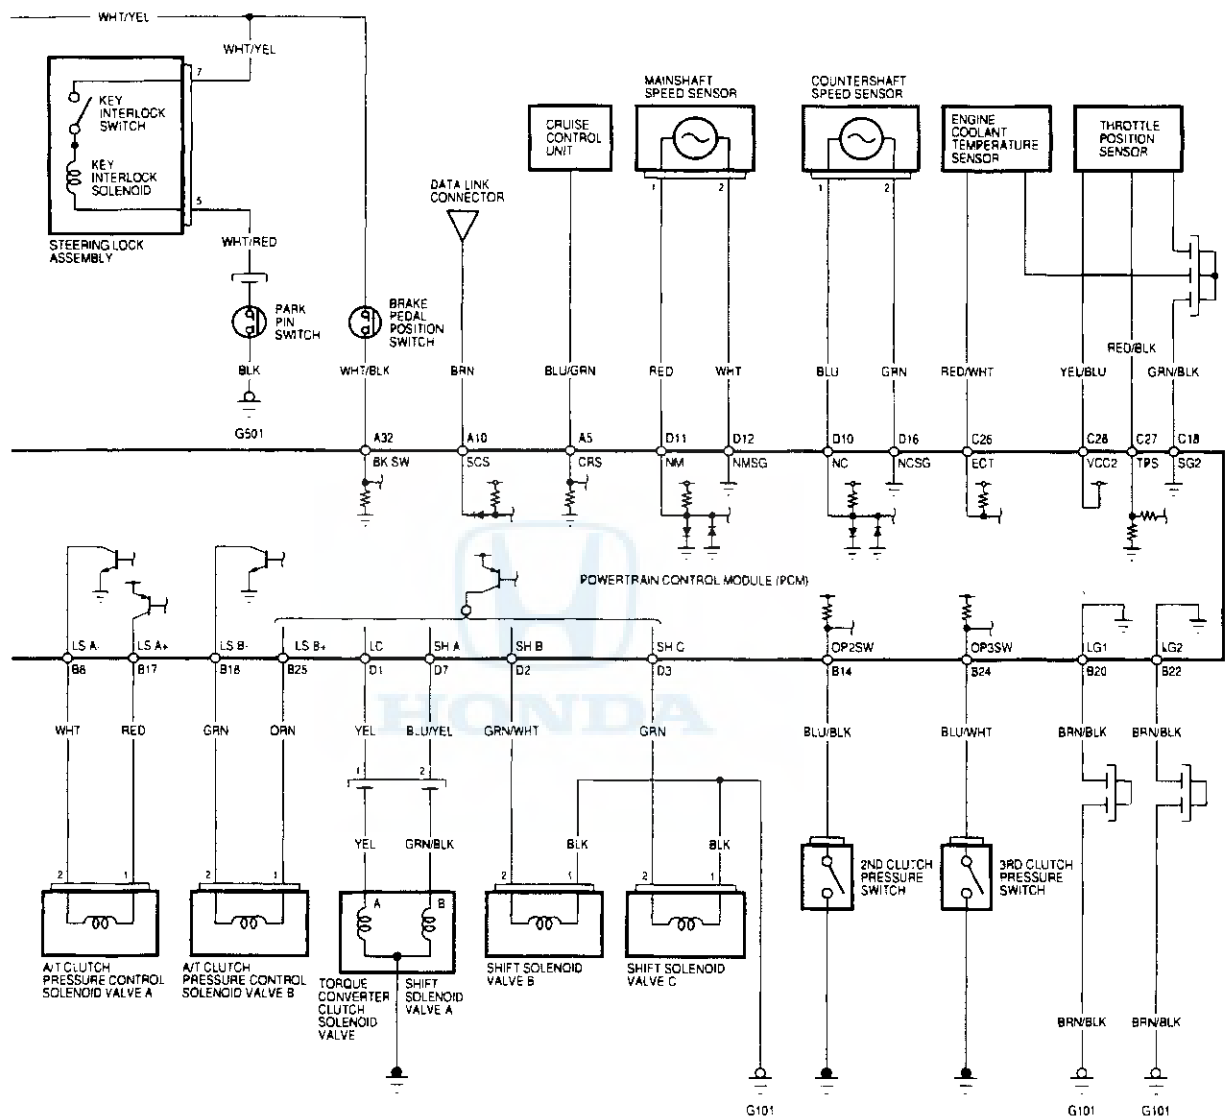 WHT/YEL
WHT/YEL
7
KEY
INTERLOCK
SWITCH
KEY
INTERLOCK
SOLENOID
5
STEERING LOCK
ASSEMBLY
WHT/RED
PARK
PIN
SWITCH
BLK
G501
BRAKE
PEDAL
POSITION
SWITCH
WHT/BLK
DATA LINK
CONNECTOR
BRN
CRUISE
CONTROL
UNIT
BLU/GRN
MAINSHAFT
SPEED SENSOR
1 2
RED WHT
COUNTERSHAFT
SPEED SENSOR
1 2
BLU GRN
ENGINE
COOLANT
TEMPERATURE
SENSOR
RED/WHT
THROTTLE
POSITION
SENSOR
YEL/BLU
RED/BLK
GRN/BLK
A32 A10 A5 D11 D12 D10 D16 C26 C28 C27 C18
BK SW SCS CRS NM NMSG NC NCSG ECT VCC2 TPS SG2
POWERTRAIN CONTROL MODULE (PCM)
HONDA
LS A- LS A+ LS B- LS B+ LC SH A SH B SH C OP2SW OP3SW LG1 LG2
B8 B17 B18 B25 D1 D7 D2 D3 B14 B24 B20 B22
WHT RED GRN ORN YEL BLU/YEL GRN/WHT GRN BLU/BLK BLU/WHT BRN/BLK BRN/BLK
1 2
YEL GRN/BLK BLK BLK
2 1 2 1 A B 2 1 2 1
2ND CLUTCH
PRESSURE
SWITCH
3RD CLUTCH
PRESSURE
SWITCH
A/T CLUTCH
PRESSURE CONTROL
SOLENOID VALVE A
A/T CLUTCH
PRESSURE CONTROL
SOLENOID VALVE B
TORQUE
CONVERTER
CLUTCH
SOLENOID
VALVE
SHIFT
SOLENOID
VALVE A
SHIFT SOLENOID
VALVE B
SHIFT SOLENOID
VALVE C
BRN/BLK BRN/BLK
G101 G101 G101